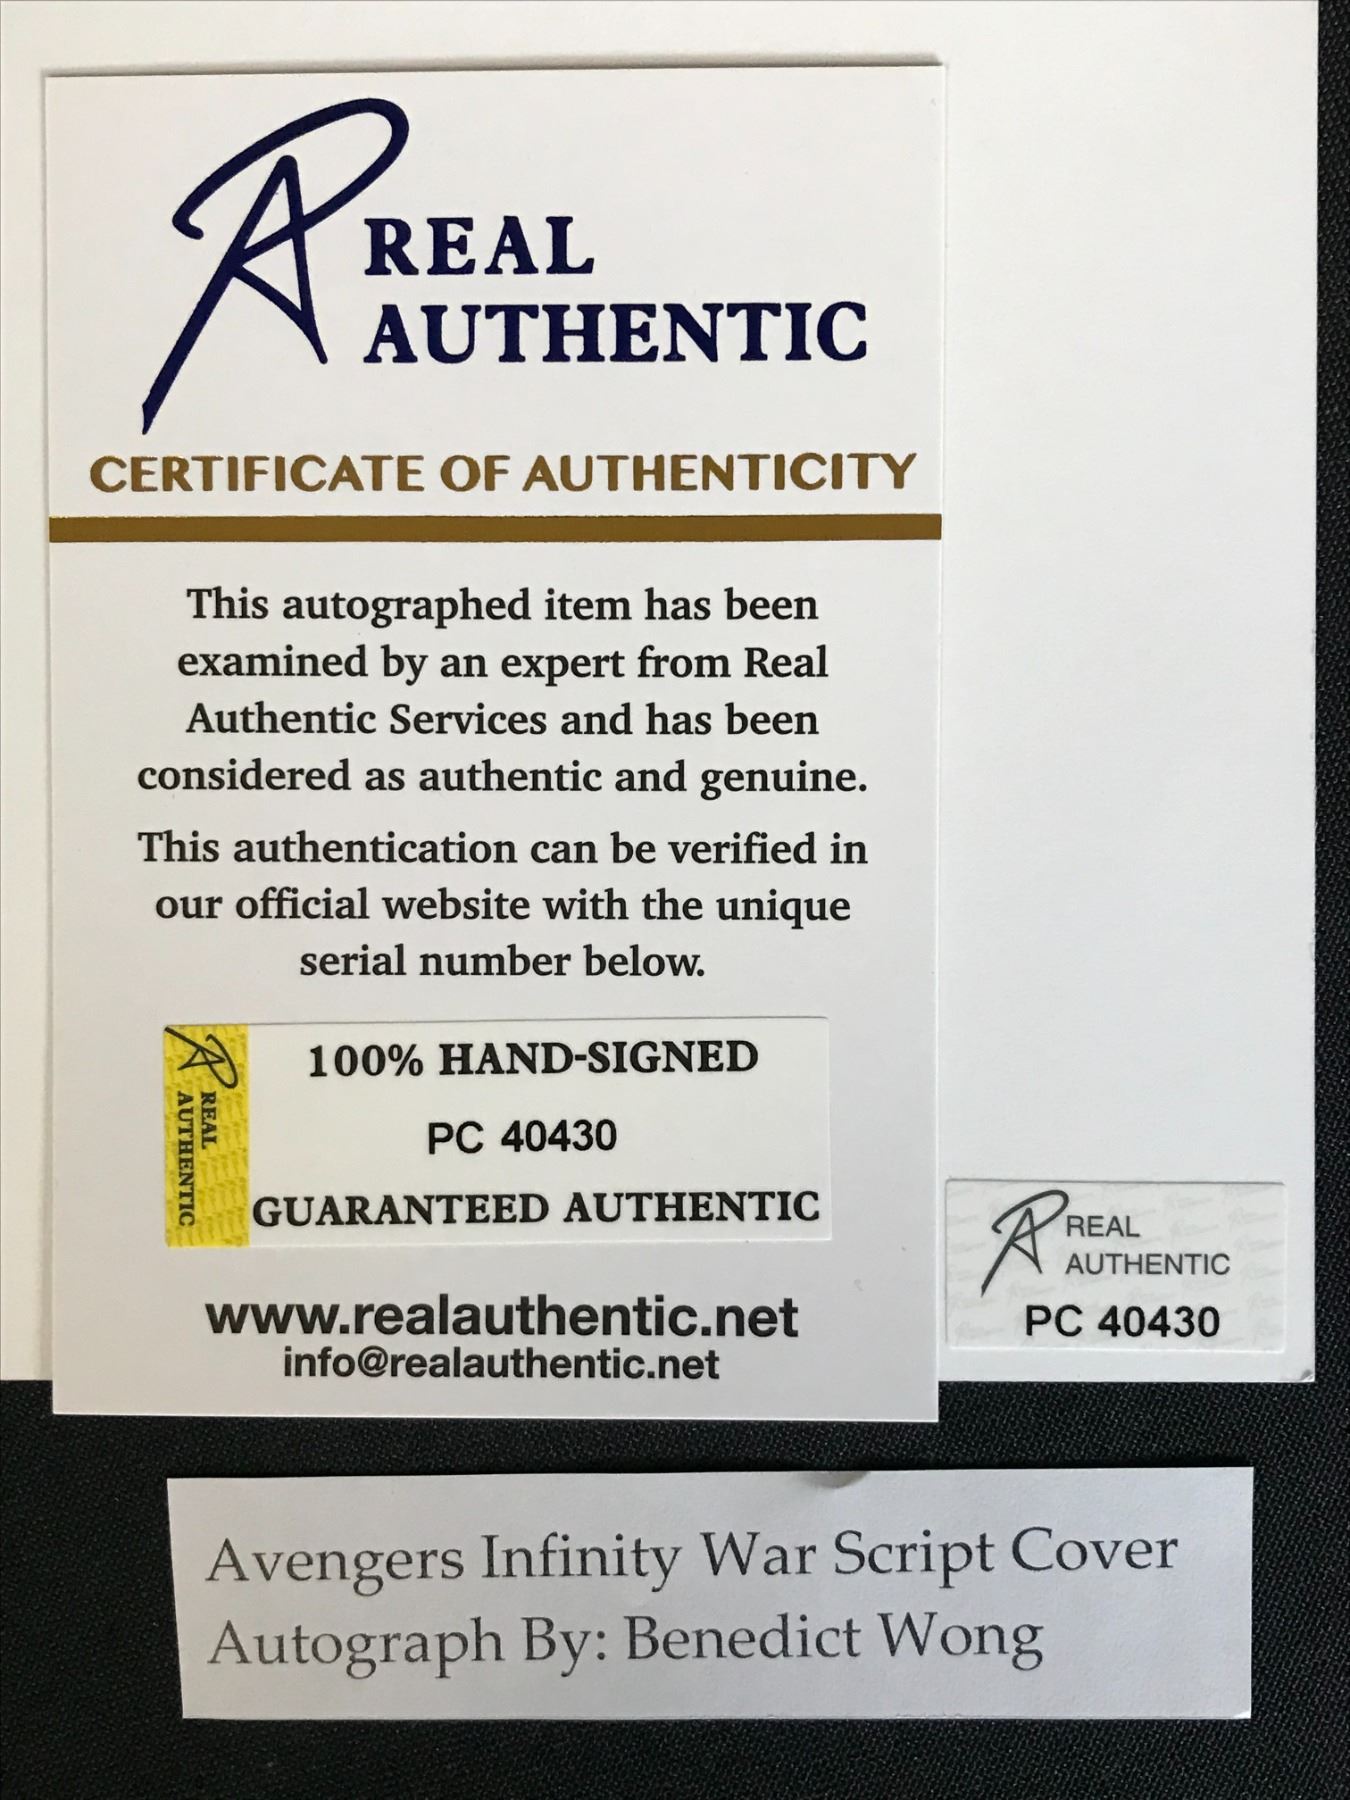 REAL
AUTHENTIC
CERTIFICATE OF AUTHENTICITY
This autographed item has been
examined by an expert from Real
Authentic Services and has been
considered as authentic and genuine.
This authentication can be verified in
our official website with the unique
serial number below.
REAL
AUTHENTIC
100% HAND-SIGNED
PC 40430
GUARANTEED AUTHENTIC
www.realauthentic.net
info@realauthentic.net
REAL
AUTHENTIC
PC 40430
Avengers Infinity War Script Cover
Autograph By: Benedict Wong